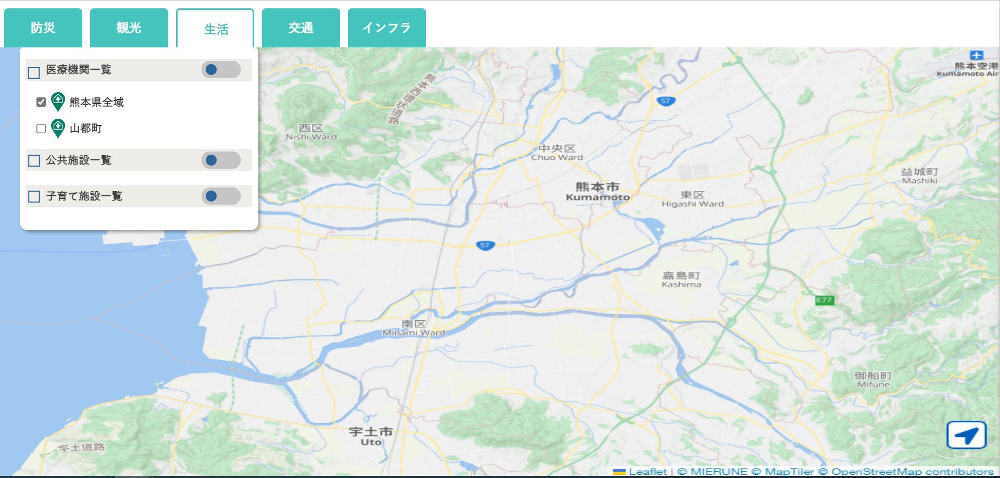 防災
観光
生活
交通
インフラ
医療機関一覧
熊本県全域
山都町
公共施設一覧
子育て施設一覧
熊本西環状道路
57
熊本空港
Kumamoto Air
西区
Nishi Ward
中央区
Chuo Ward
益城町
Mashiki
熊本市
Kumamoto
東区
Higashi Ward
57
嘉島町
Kashima
E77
南区
Minami Ward
御船町
Mifune
宇土市
Uto
宇土道路
Leaflet | © MIERUNE © MapTiler © OpenStreetMap contributors